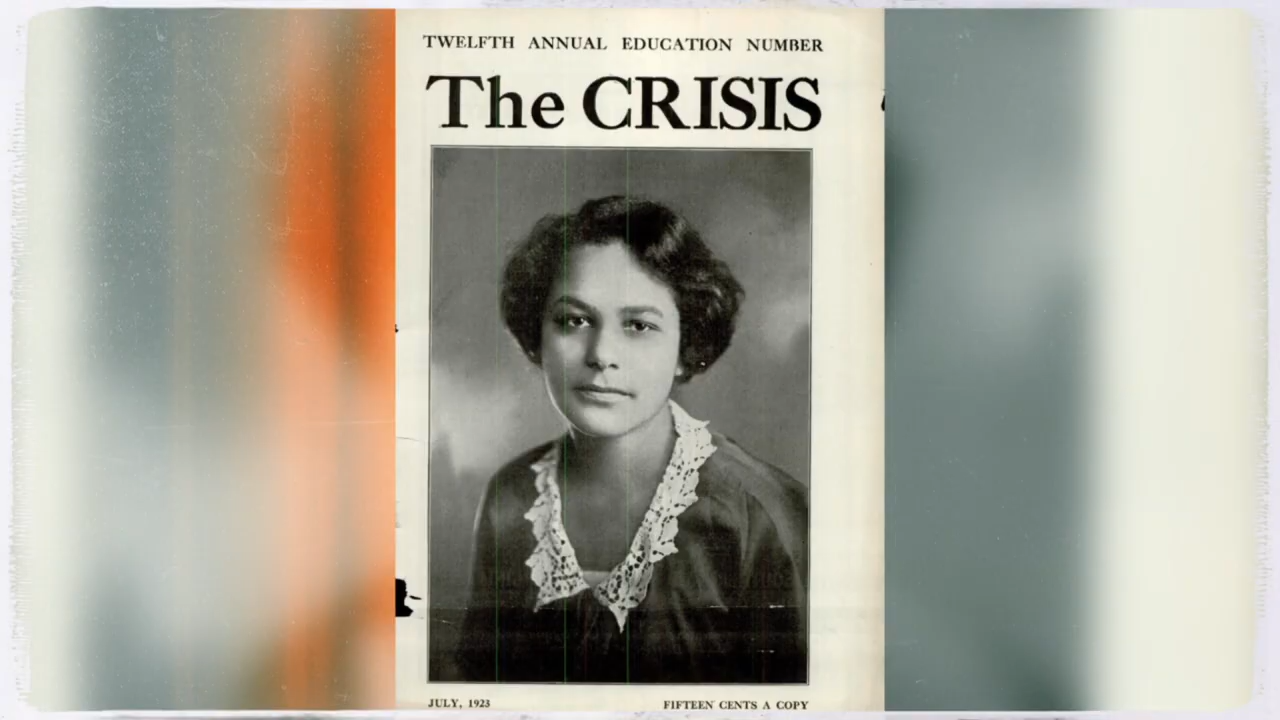 TWELFTH ANNUAL EDUCATION NUMBER
The CRISIS
JULY, 1923 FIFTEEN CENTS A COPY